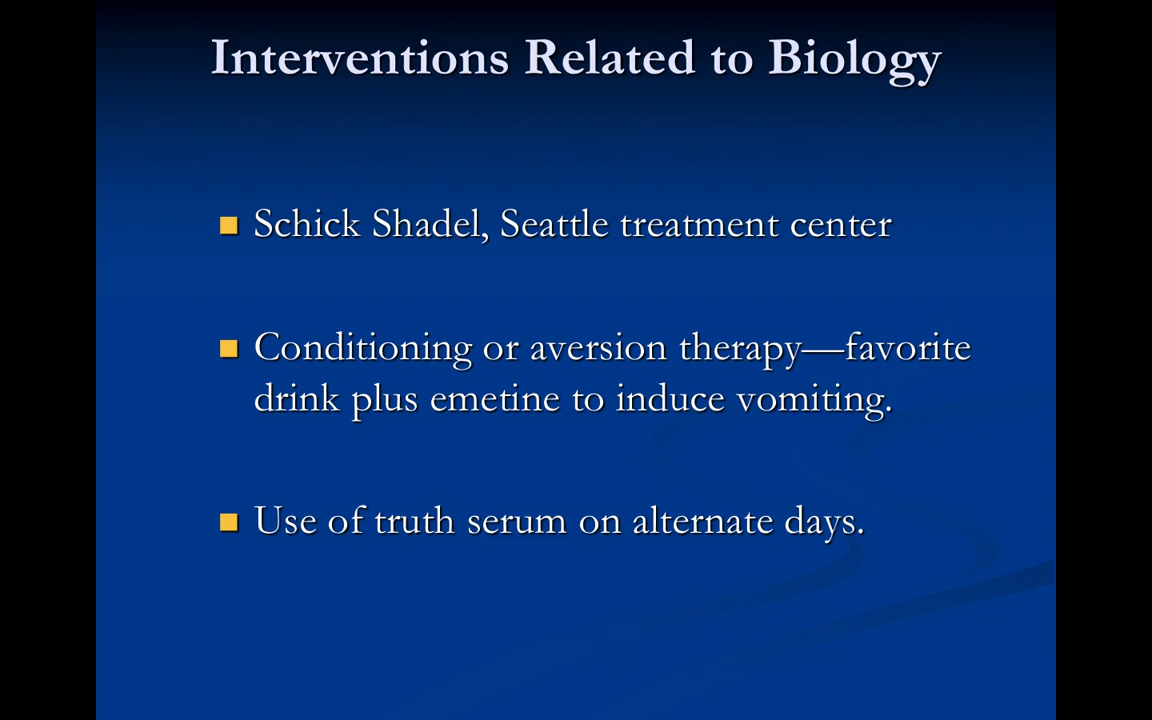 Interventions Related to Biology
Schick Shadel, Seattle treatment center
Conditioning or aversion therapy—favorite
drink plus emetine to induce vomiting.
Use of truth serum on alternate days.